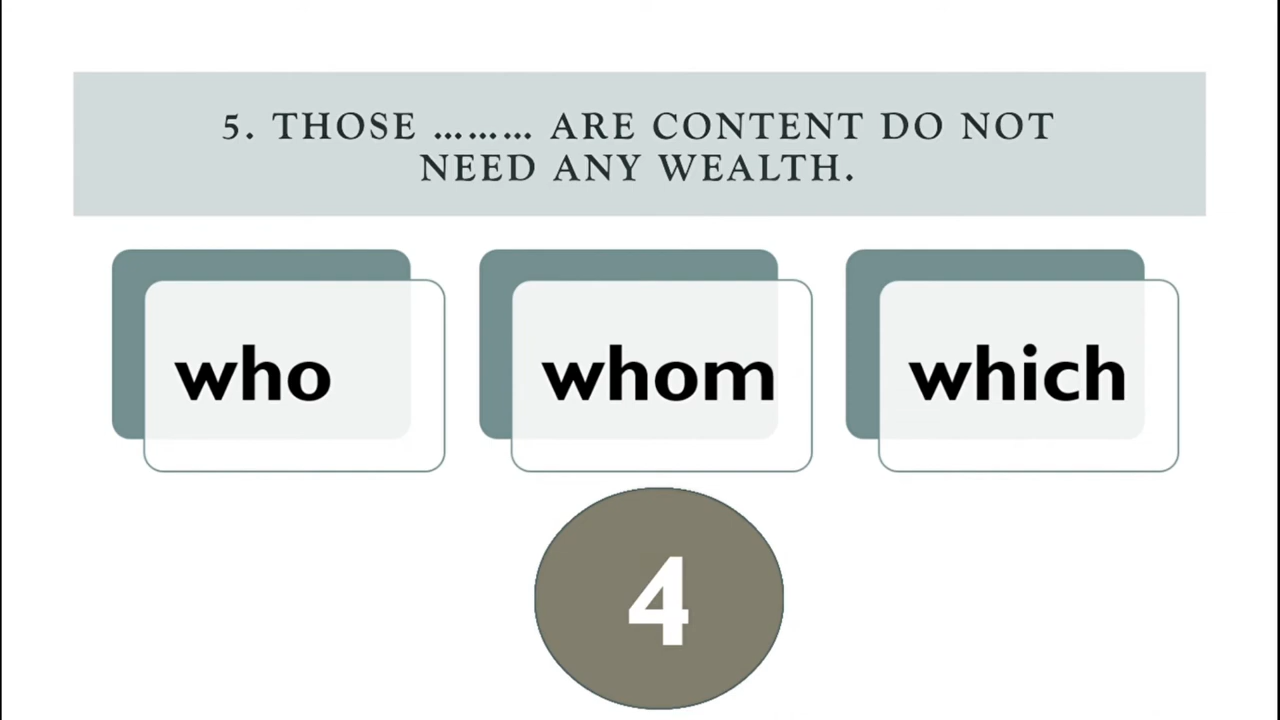 5. THOSE ……… ARE CONTENT DO NOT
NEED ANY WEALTH.
who
whom
which
4